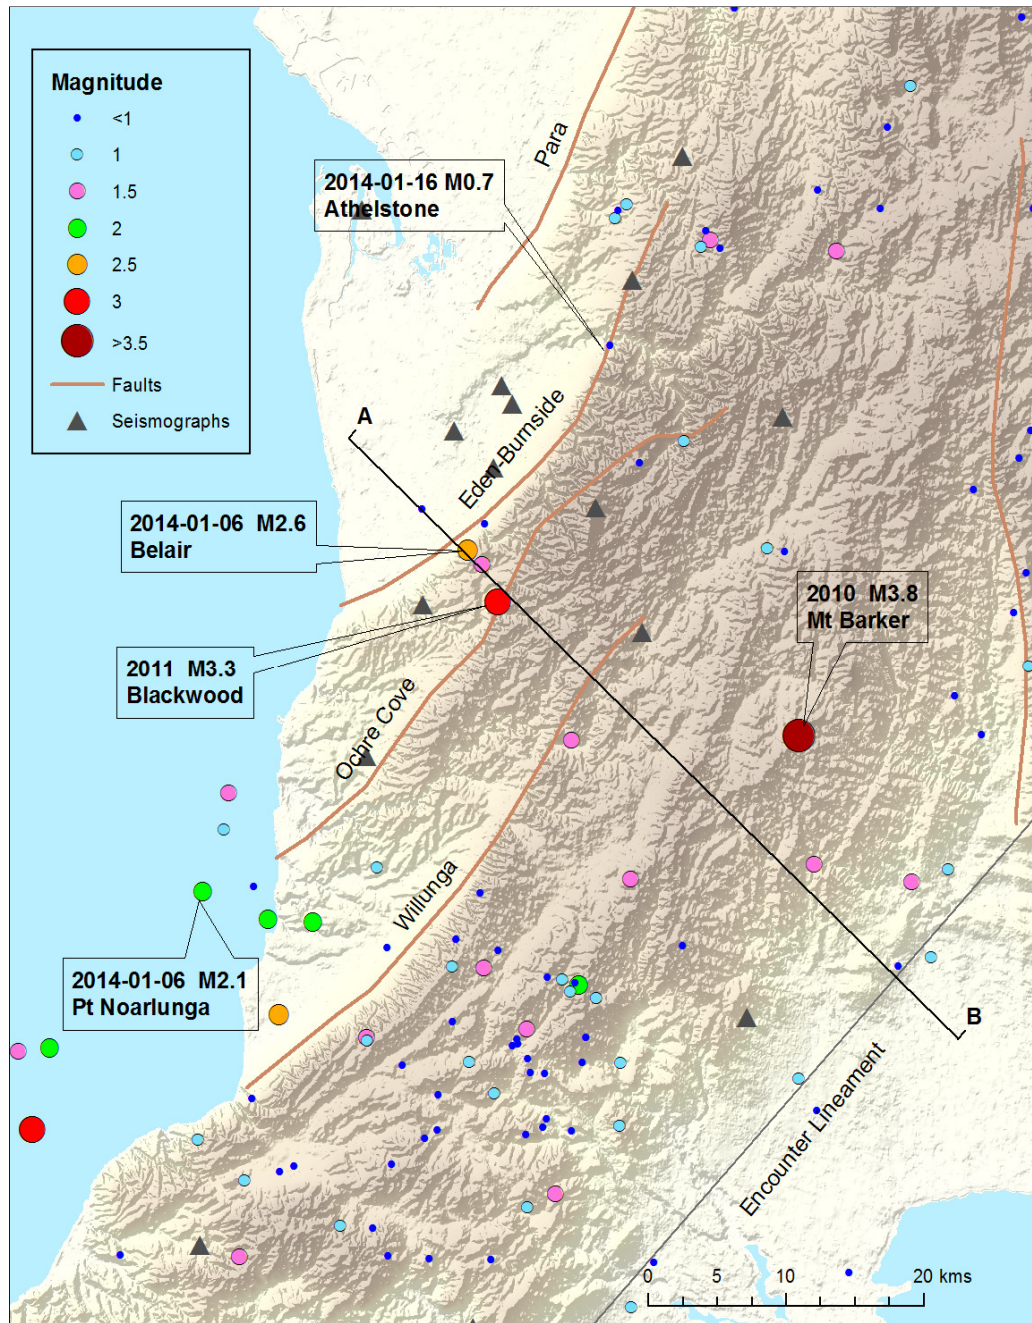 Magnitude
<1
1
1.5
2
2.5
3
>3.5
Faults
Seismographs
Para
2014-01-16 M0.7
Athelstone
A
Eden-Burnside
2014-01-06 M2.6
Belair
2010 M3.8
Mt Barker
2011 M3.3
Blackwood
Ochre Cove
Willunga
2014-01-06 M2.1
Pt Noarlunga
B
Encounter Lineament
0 5 10 20 kms